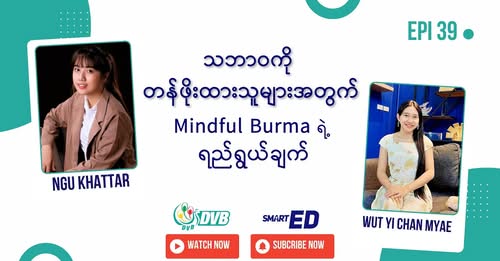 EPI 39
သဘာဝကို
တန်ဖိုးထားသူများအတွက်
Mindful Burma ရဲ့
ရည်ရွယ်ချက်
NGU KHATTAR
WUT YI CHAN MYAE
DVB DVB
SMART ED
WATCH NOW
SUBCRIBE NOW